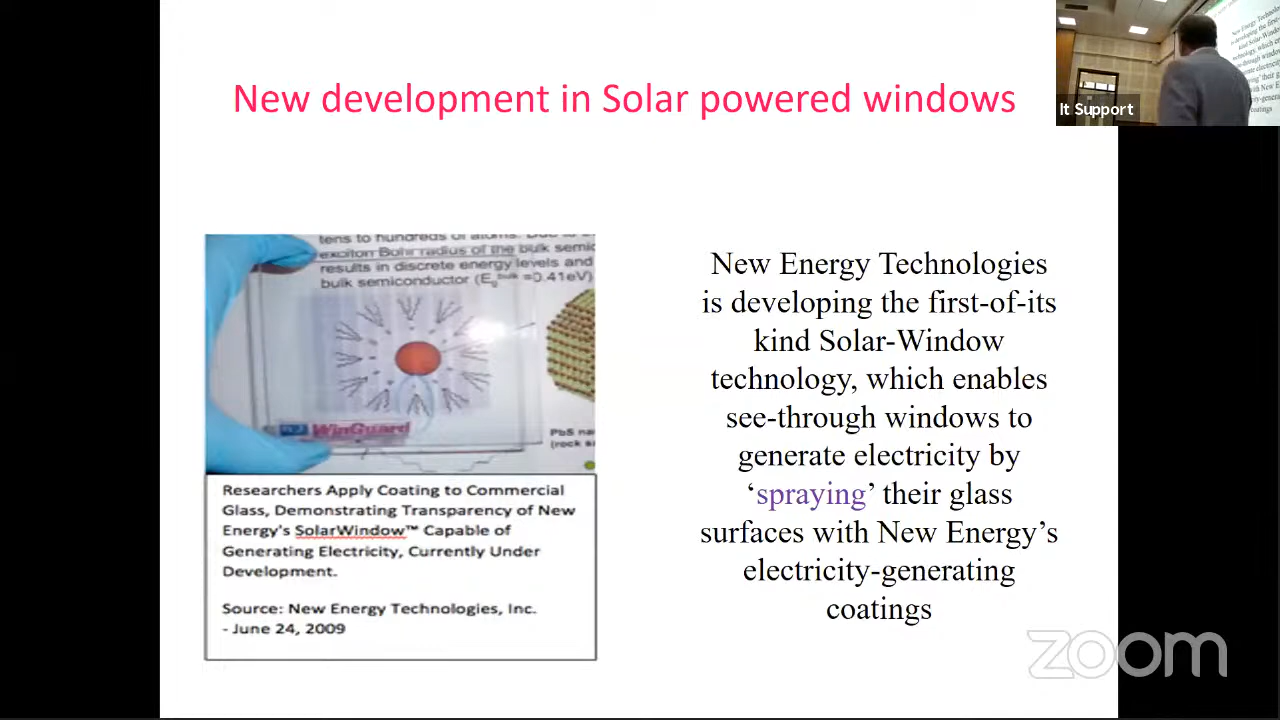 New development in Solar powered windows
It Support
tens to hundreds of atoms.
exciton Bohr radius of the bulk semic
results in discrete energy levels and
bulk semiconductor (Eg bulk =0.41eV)
WinGuard
PbS na
(rock s
Researchers Apply Coating to Commercial
Glass, Demonstrating Transparency of New
Energy's SolarWindow™ Capable of
Generating Electricity, Currently Under
Development.
Source: New Energy Technologies, Inc.
- June 24, 2009
New Energy Technologies
is developing the first-of-its
kind Solar-Window
technology, which enables
see-through windows to
generate electricity by
‘spraying’ their glass
surfaces with New Energy’s
electricity-generating
coatings
zoom